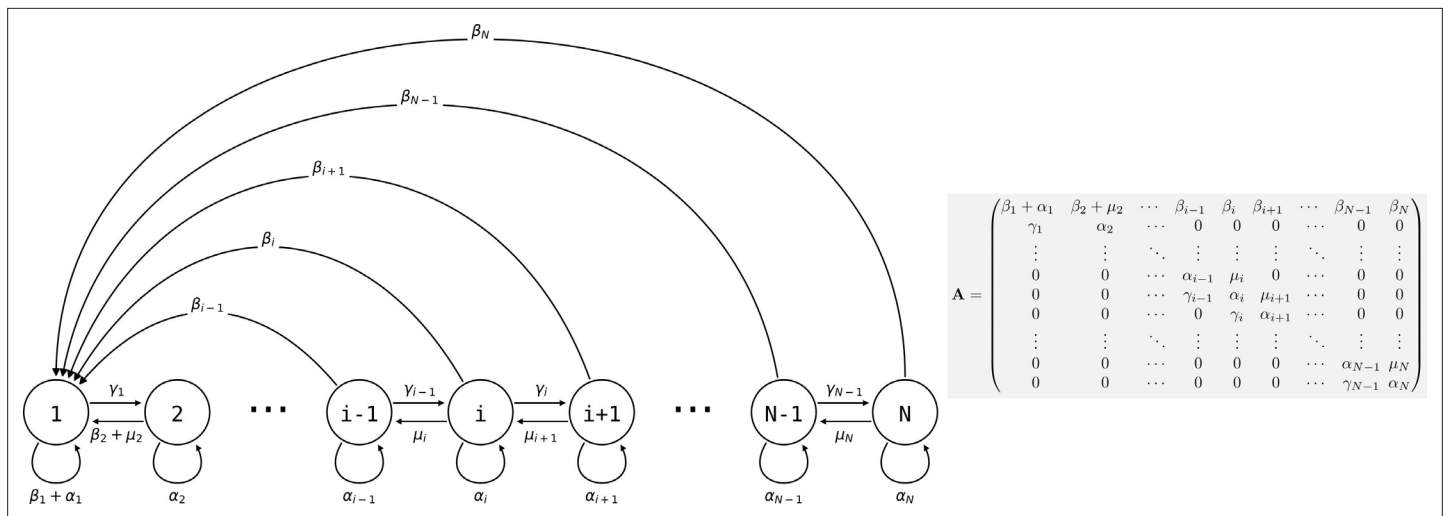 β_N
β_{N−1}
β_{i+1}
β_i
β_{i−1}
γ_1 γ_{i−1} γ_i γ_{N−1}
1 2 ··· i-1 i i+1 ··· N-1 N
β_2 + μ_2 μ_i μ_{i+1} μ_N
β_1 + α_1 α_2 α_{i−1} α_i α_{i+1} α_{N−1} α_N
β_1 + α_1 β_2 + μ_2 ⋯ β_{i−1} β_i β_{i+1} ⋯ β_{N−1} β_N
γ_1 α_2 ⋯ 0 0 0 ⋯ 0 0
⋮ ⋮ ⋱ ⋮ ⋮ ⋮ ⋱ ⋮ ⋮
0 0 ⋯ α_{i−1} μ_i 0 ⋯ 0 0
A = 0 0 ⋯ γ_{i−1} α_i μ_{i+1} ⋯ 0 0
0 0 ⋯ 0 γ_i α_{i+1} ⋯ 0 0
⋮ ⋮ ⋱ ⋮ ⋮ ⋮ ⋱ ⋮ ⋮
0 0 ⋯ 0 0 0 ⋯ α_{N−1} μ_N
0 0 ⋯ 0 0 0 ⋯ γ_{N−1} α_N